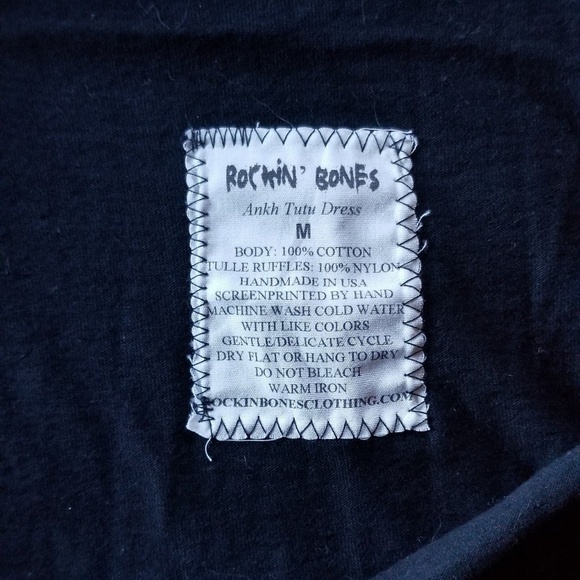 ROCKIN' BONES
Ankh Tutu Dress
M
BODY: 100% COTTON
TULLE RUFFLES: 100% NYLON
HANDMADE IN USA
SCREENPRINTED BY HAND
MACHINE WASH COLD WATER
WITH LIKE COLORS
GENTLE/DELICATE CYCLE
DRY FLAT OR HANG TO DRY
DO NOT BLEACH
WARM IRON
ROCKINBONESCLOTHING.COM